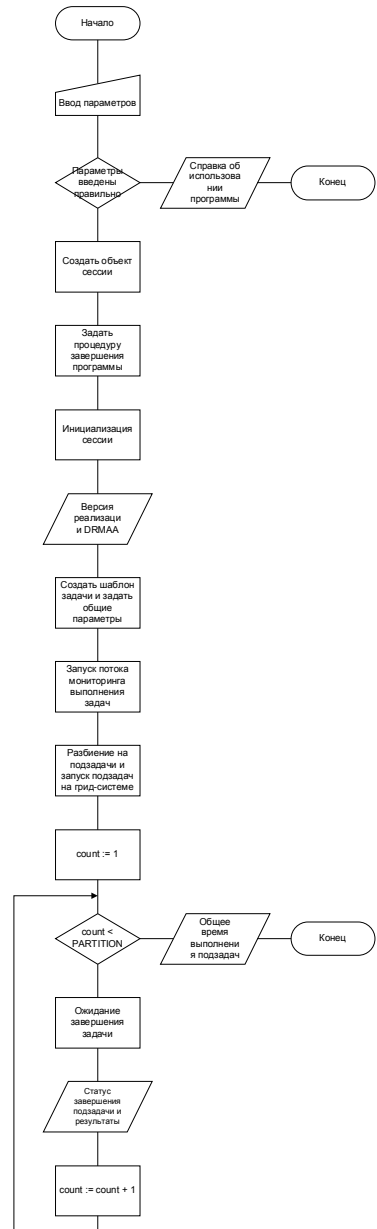 Начало
Ввод параметров
Параметры
введены
правильно
Справка об
использова
нии
программы
Конец
Создать объект
сессии
Задать
процедуру
завершения
программы
Инициализация
сессии
Версия
реализаци
и DRMAA
Создать шаблон
задачи и задать
общие
параметры
Запуск потока
мониторинга
выполнения
задач
Разбиение на
подзадачи и
запуск подзадач
на грид-системе
count := 1
count <
PARTITION
Общее
время
выполнени
я подзадач
Конец
Ожидание
завершения
задачи
Статус
завершения
подзадачи и
результаты
count := count + 1